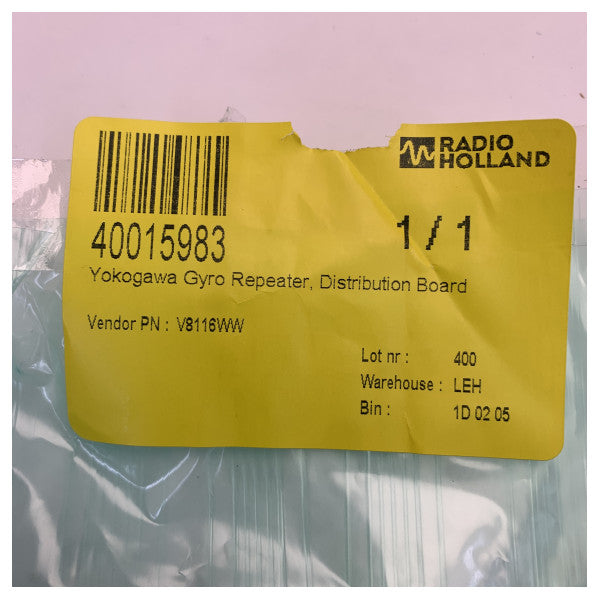 RADIO
HOLLAND
40015983
1 / 1
Yokogawa Gyro Repeater, Distribution Board
Vendor PN : V8116WW
Lot nr : 400
Warehouse : LEH
Bin : 1D 02 05